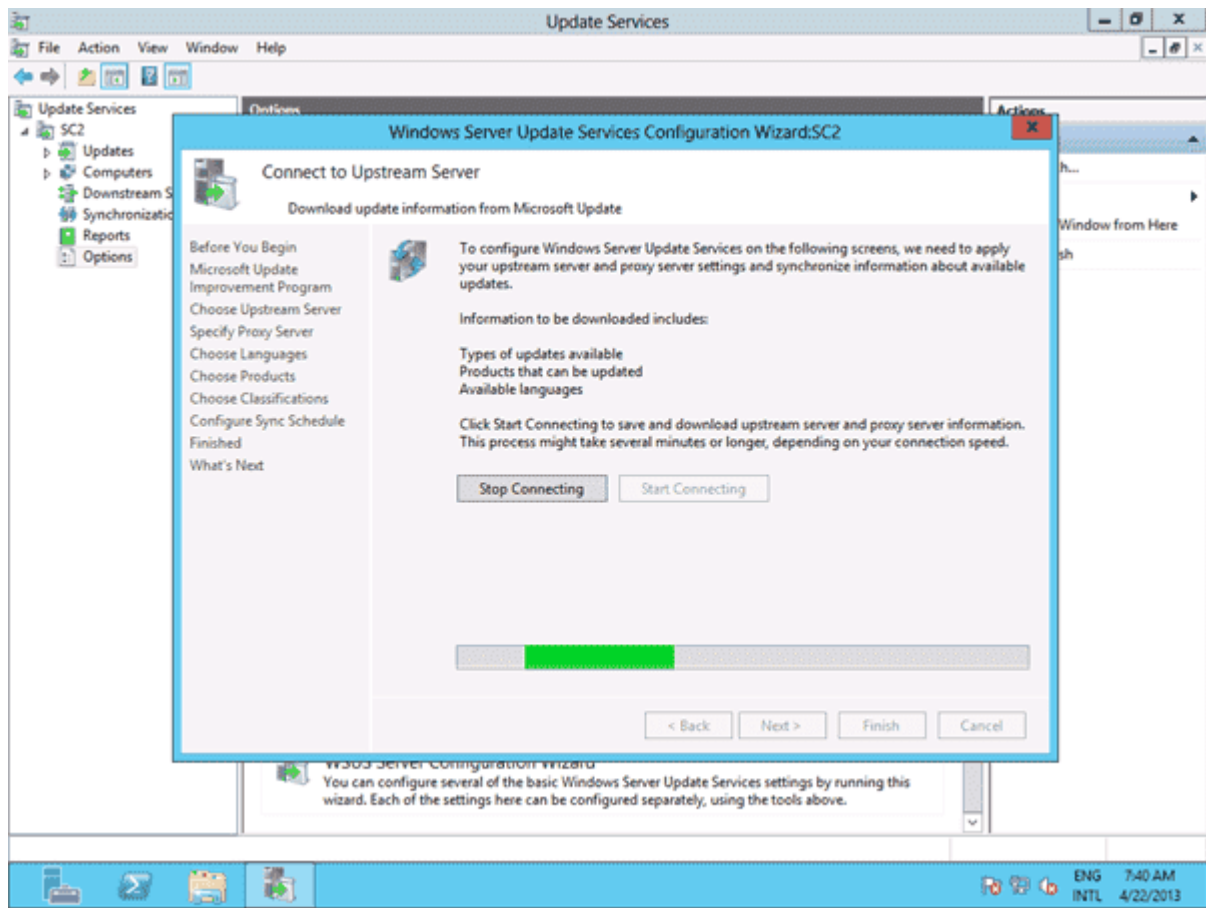 Update Services
File Action View Window Help
Update Services
SC2
Updates
Computers
Downstream S
Synchronizatic
Reports
Options
Options
Actions
h...
Window from Here
sh
Windows Server Update Services Configuration Wizard:SC2
Connect to Upstream Server
Download update information from Microsoft Update
Before You Begin
Microsoft Update
Improvement Program
Choose Upstream Server
Specify Proxy Server
Choose Languages
Choose Products
Choose Classifications
Configure Sync Schedule
Finished
What's Next
To configure Windows Server Update Services on the following screens, we need to apply
your upstream server and proxy server settings and synchronize information about available
updates.
Information to be downloaded includes:
Types of updates available
Products that can be updated
Available languages
Click Start Connecting to save and download upstream server and proxy server information.
This process might take several minutes or longer, depending on your connection speed.
Stop Connecting Start Connecting
< Back Next > Finish Cancel
WSUS Server Configuration Wizard
You can configure several of the basic Windows Server Update Services settings by running this
wizard. Each of the settings here can be configured separately, using the tools above.
ENG 7:40 AM
INTL 4/22/2013